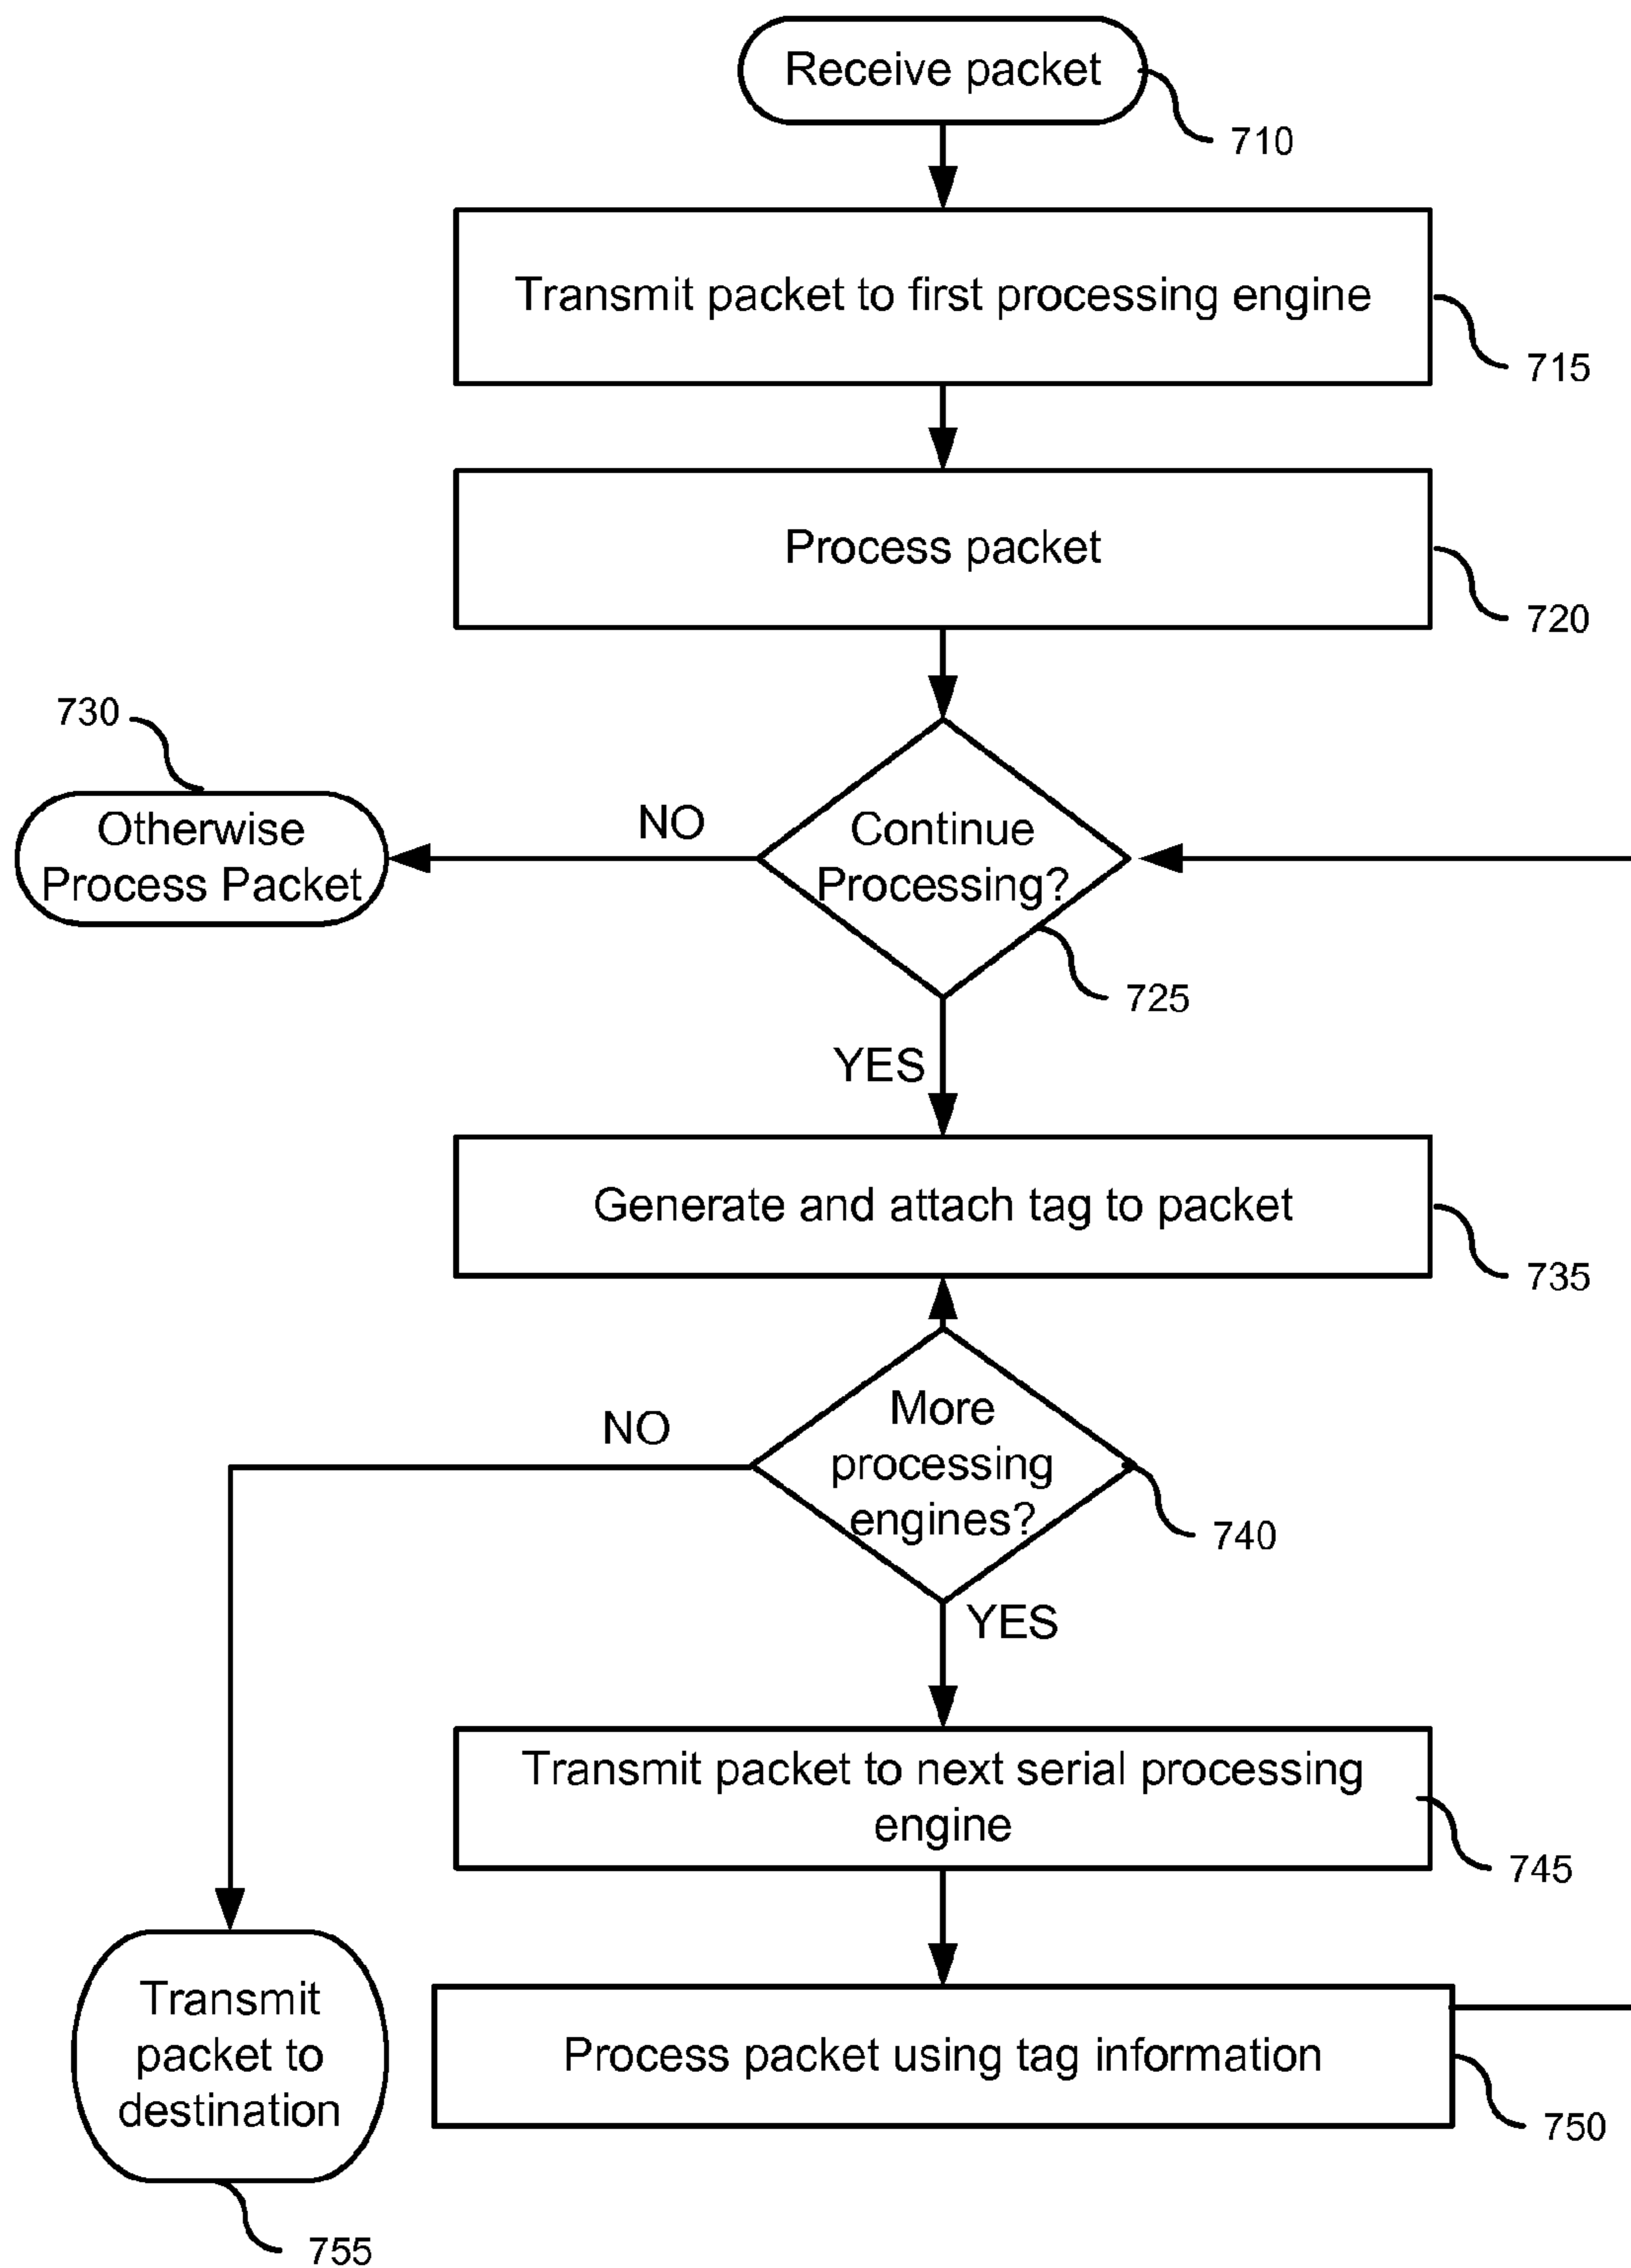 Receive packet
710
Transmit packet to first processing engine
715
Process packet
720
730
Otherwise
Process Packet
NO
Continue
Processing?
725
YES
Generate and attach tag to packet
735
NO
More
processing
engines?
740
YES
Transmit packet to next serial processing
engine
745
Transmit
packet to
destination
755
Process packet using tag information
750